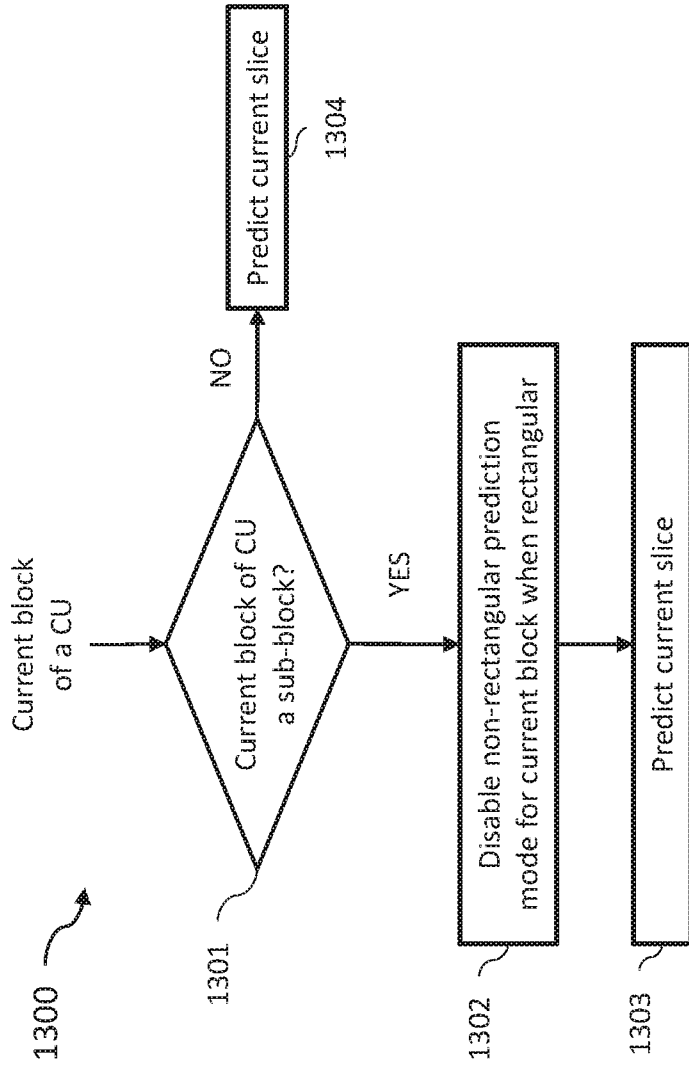 1300
Current block
of a CU
Current block of CU
a sub-block?
1301
NO
Predict current slice
1304
YES
Disable non-rectangular prediction
mode for current block when rectangular
1302
Predict current slice
1303